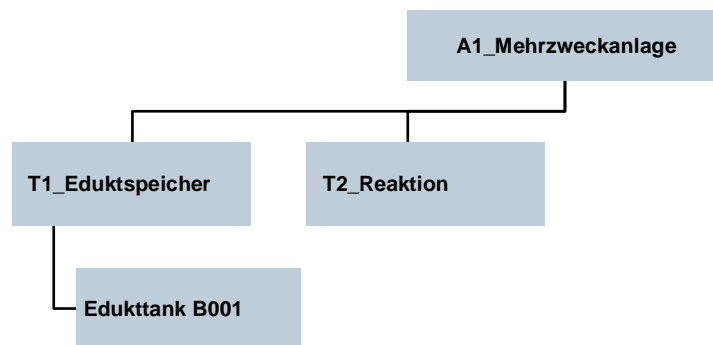 A1_Mehrzweckanlage
T1_Eduktspeicher
T2_Reaktion
Edukttank B001